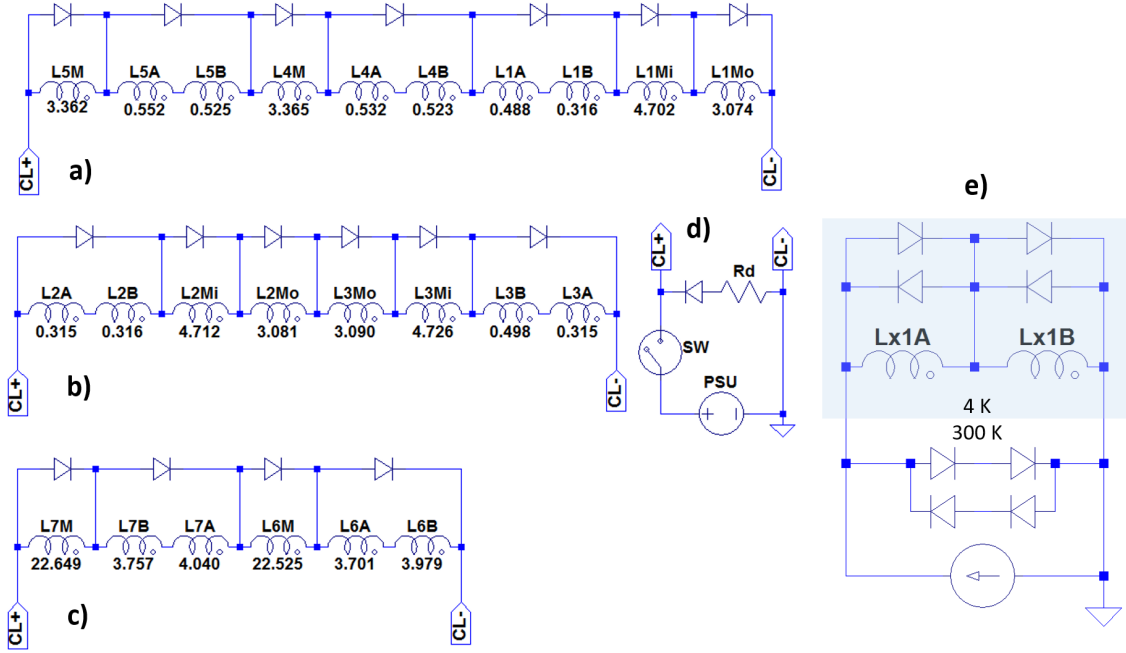 L5M L5A L5B L4M L4A L4B L1A L1B L1Mi L1Mo
3.362 0.552 0.525 3.365 0.532 0.523 0.488 0.316 4.702 3.074
CL+ CL-
a)
L2A L2B L2Mi L2Mo L3Mo L3Mi L3B L3A
0.315 0.316 4.712 3.081 3.090 4.726 0.498 0.315
CL+ CL-
b)
L7M L7B L7A L6M L6A L6B
22.649 3.757 4.040 22.525 3.701 3.979
CL+ CL-
c)
d)
CL+ CL-
Rd
SW
PSU
e)
Lx1A Lx1B
4 K
300 K